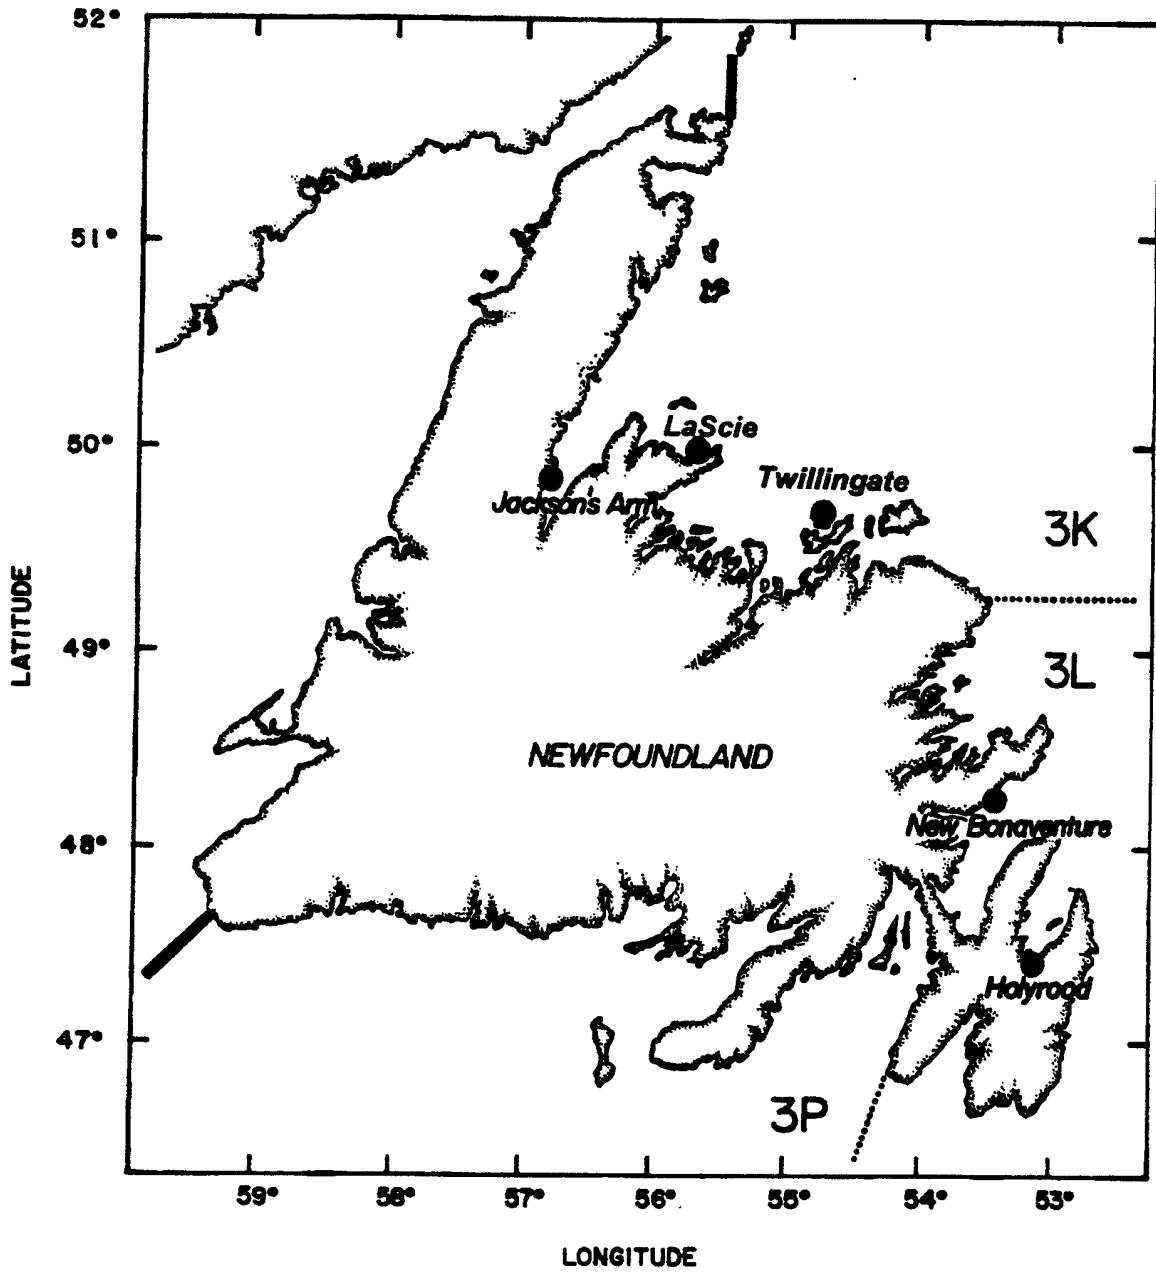 52°
51°
50°
49°
48°
47°
LATITUDE
LaScie
Twillingate
Jackson's Arm
3K
3L
NEWFOUNDLAND
New Bonaventure
Holyrood
3P
59° 58° 57° 56° 55° 54° 53°
LONGITUDE